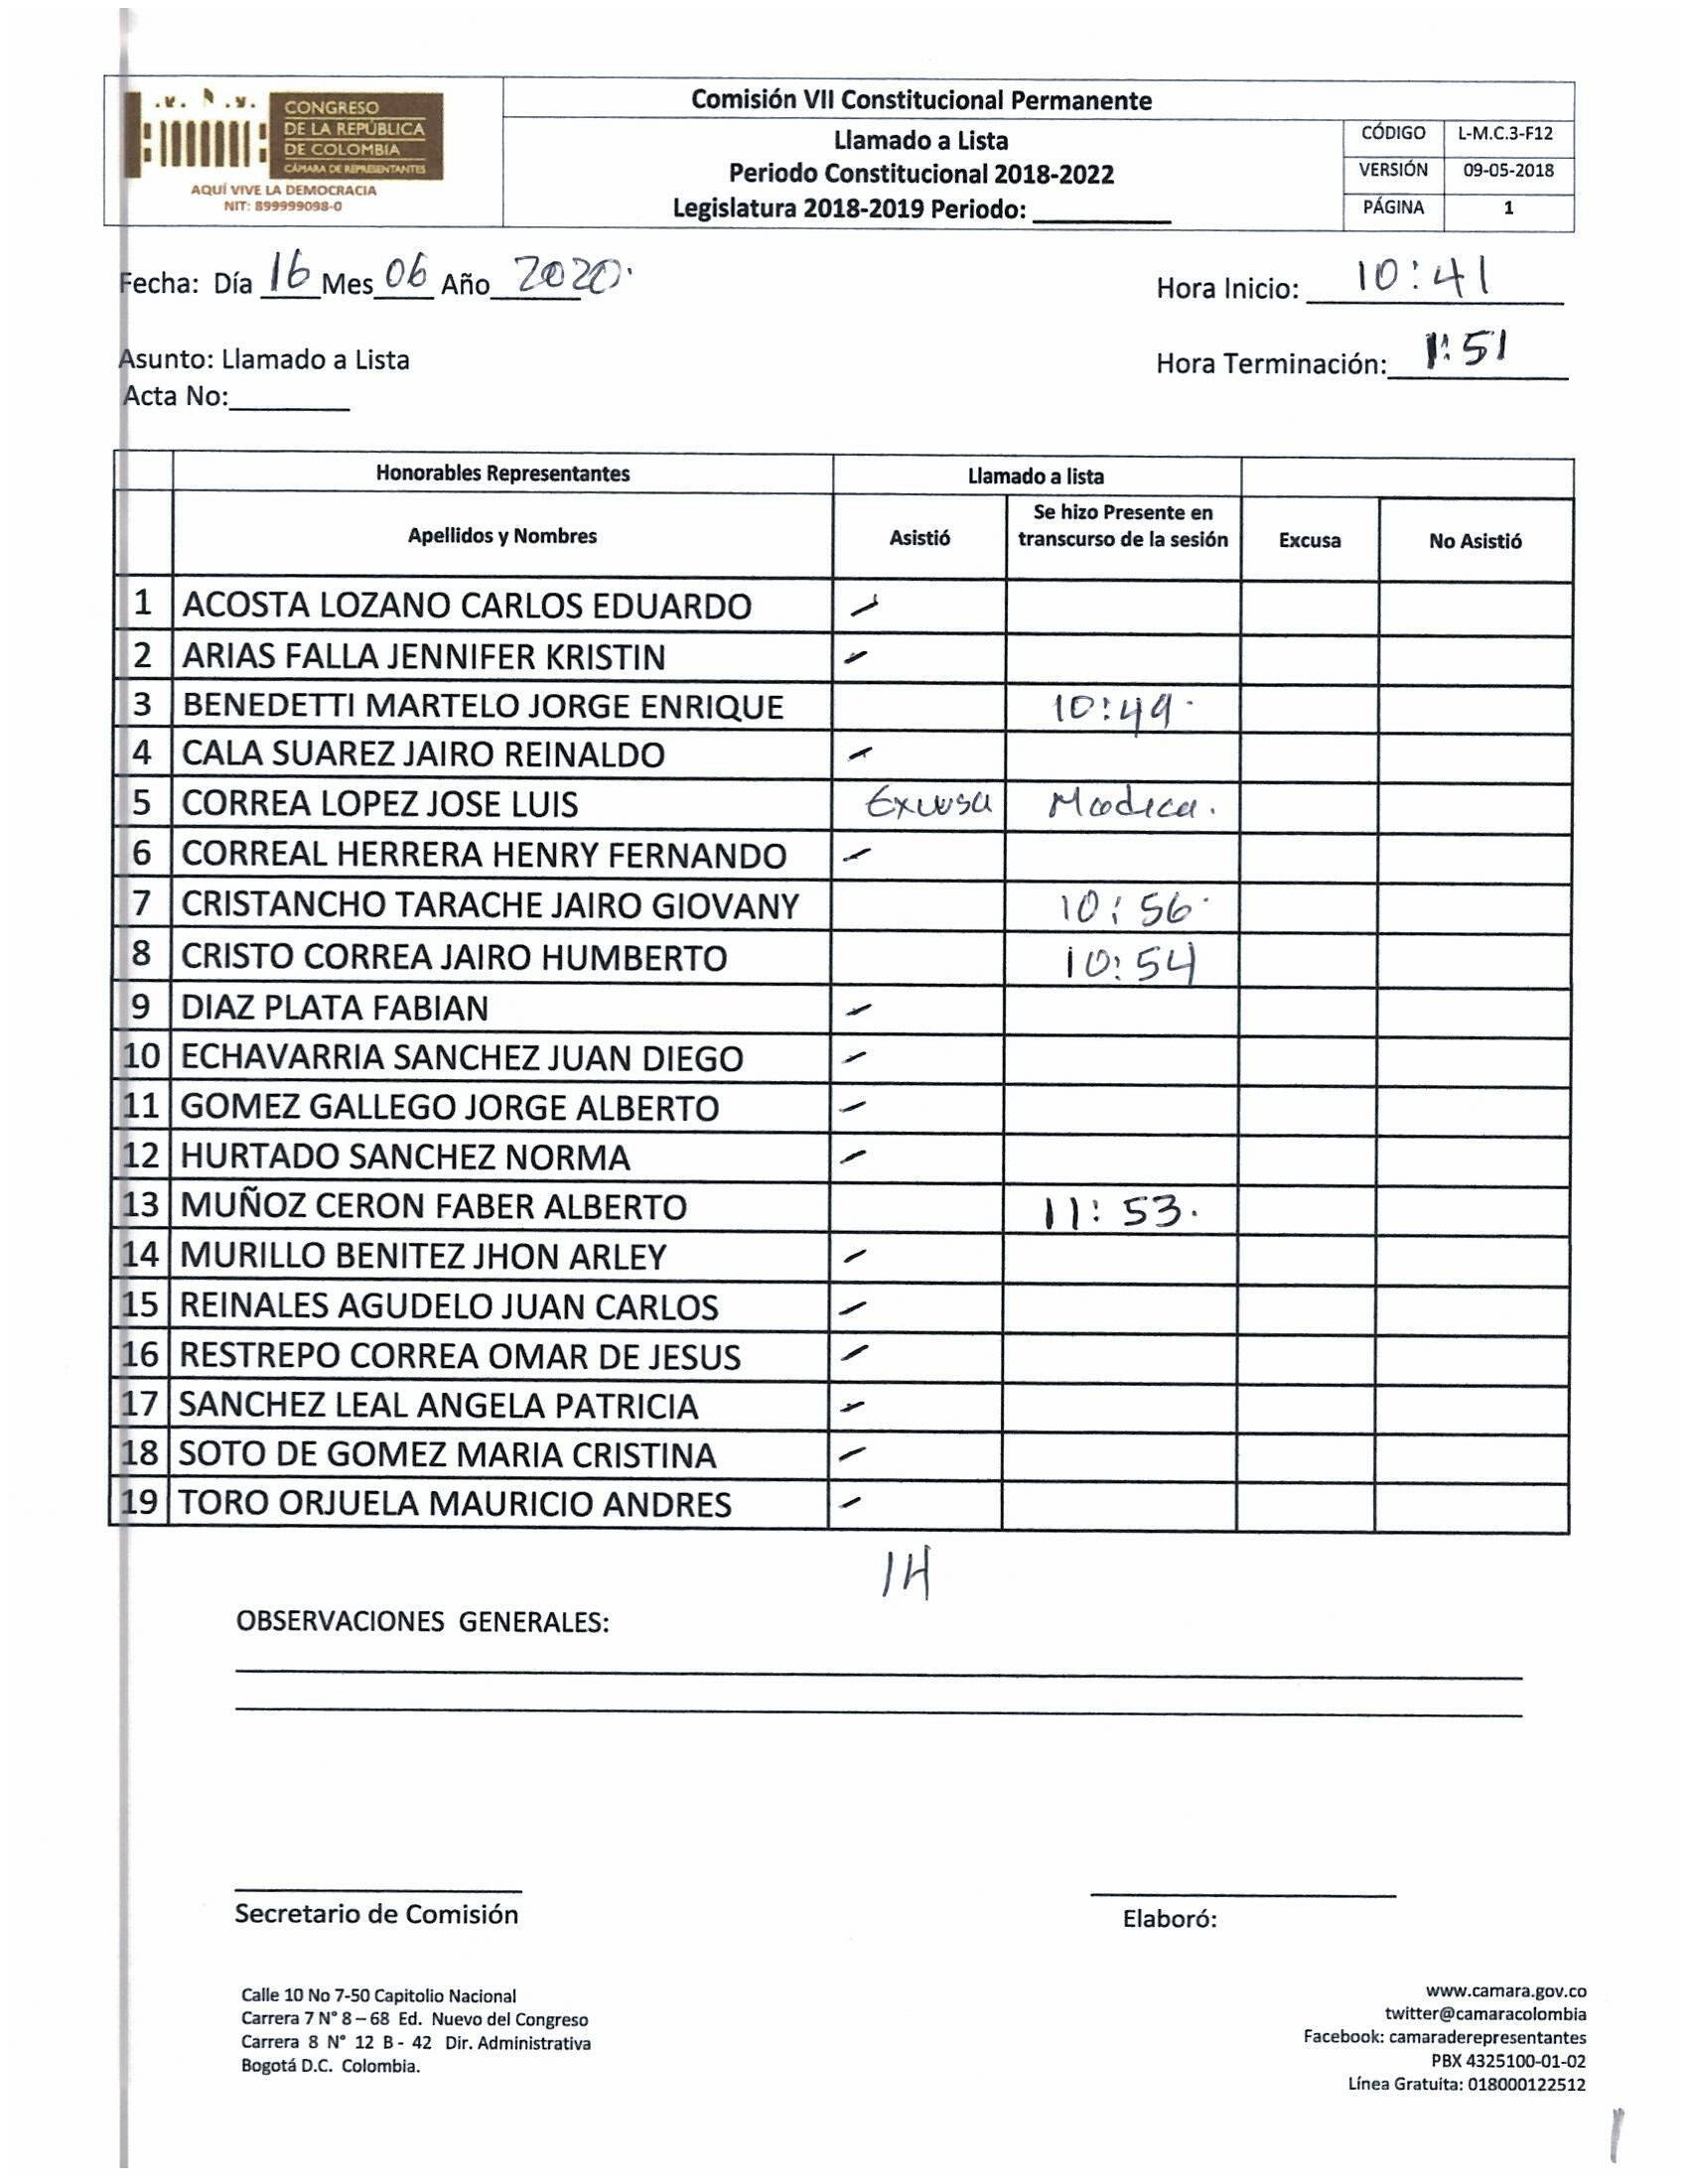 CONGRESO
DE LA REPÚBLICA
DE COLOMBIA
CÁMARA DE REPRESENTANTES
AQUÍ VIVE LA DEMOCRACIA
NIT: 899999098-0
Comisión VII Constitucional Permanente
Llamado a Lista
Periodo Constitucional 2018-2022
Legislatura 2018-2019 Periodo: __________
CÓDIGO L-M.C.3-F12
VERSIÓN 09-05-2018
PÁGINA 1
Fecha: Día 16 Mes 06 Año 2020. Hora Inicio: 10:41
Asunto: Llamado a Lista Hora Terminación: 1:51
Acta No:________
Honorables Representantes Llamado a lista
Apellidos y Nombres Asistió Se hizo Presente en transcurso de la sesión Excusa No Asistió
1 ACOSTA LOZANO CARLOS EDUARDO
2 ARIAS FALLA JENNIFER KRISTIN
3 BENEDETTI MARTELO JORGE ENRIQUE 10:49.
4 CALA SUAREZ JAIRO REINALDO
5 CORREA LOPEZ JOSE LUIS Excusa Medica.
6 CORREAL HERRERA HENRY FERNANDO
7 CRISTANCHO TARACHE JAIRO GIOVANY 10:56.
8 CRISTO CORREA JAIRO HUMBERTO 10:54
9 DIAZ PLATA FABIAN
10 ECHAVARRIA SANCHEZ JUAN DIEGO
11 GOMEZ GALLEGO JORGE ALBERTO
12 HURTADO SANCHEZ NORMA
13 MUÑOZ CERON FABER ALBERTO 11:53.
14 MURILLO BENITEZ JHON ARLEY
15 REINALES AGUDELO JUAN CARLOS
16 RESTREPO CORREA OMAR DE JESUS
17 SANCHEZ LEAL ANGELA PATRICIA
18 SOTO DE GOMEZ MARIA CRISTINA
19 TORO ORJUELA MAURICIO ANDRES
14
OBSERVACIONES GENERALES:
Secretario de Comisión Elaboró:
Calle 10 No 7-50 Capitolio Nacional
Carrera 7 N° 8 – 68 Ed. Nuevo del Congreso
Carrera 8 N° 12 B - 42 Dir. Administrativa
Bogotá D.C. Colombia.
www.camara.gov.co
twitter@camaracolombia
Facebook: camaraderepresentantes
PBX 4325100-01-02
Línea Gratuita: 018000122512
1